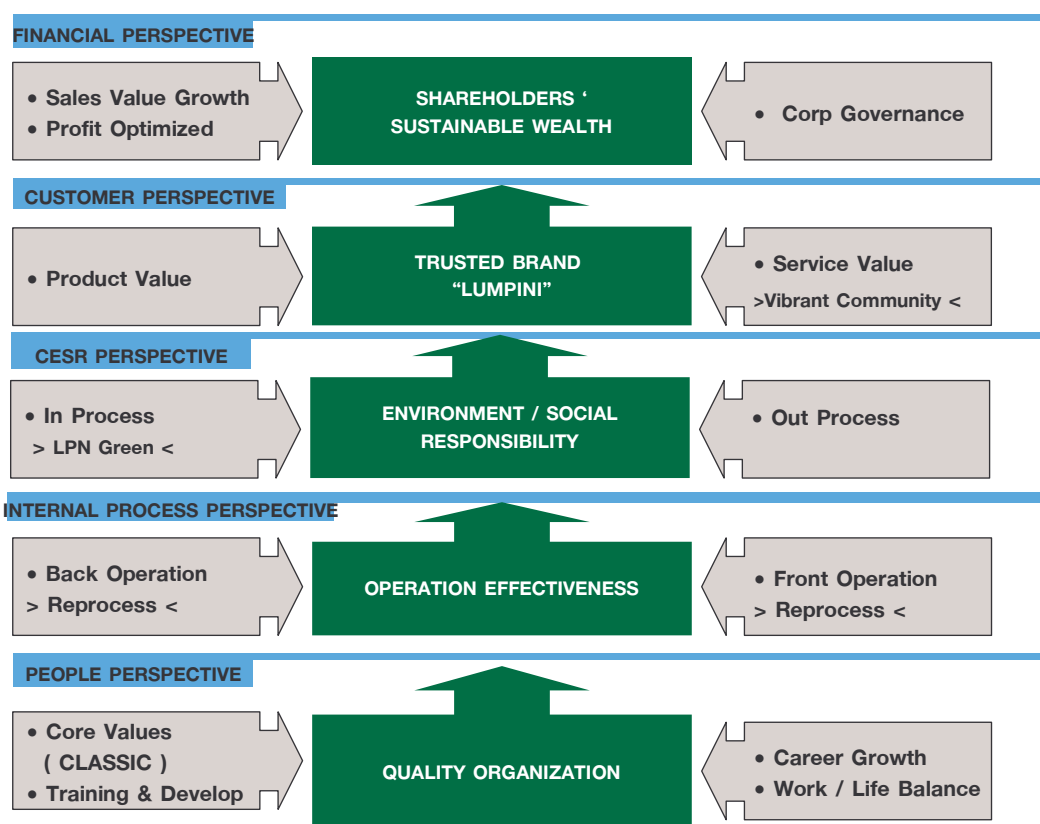 FINANCIAL PERSPECTIVE
• Sales Value Growth
• Profit Optimized
SHAREHOLDERS ‘
SUSTAINABLE WEALTH
• Corp Governance
CUSTOMER PERSPECTIVE
• Product Value
TRUSTED BRAND
“LUMPINI”
• Service Value
>Vibrant Community <
CESR PERSPECTIVE
• In Process
> LPN Green <
ENVIRONMENT / SOCIAL
RESPONSIBILITY
• Out Process
INTERNAL PROCESS PERSPECTIVE
• Back Operation
> Reprocess <
OPERATION EFFECTIVENESS
• Front Operation
> Reprocess <
PEOPLE PERSPECTIVE
• Core Values
( CLASSIC )
• Training & Develop
QUALITY ORGANIZATION
• Career Growth
• Work / Life Balance